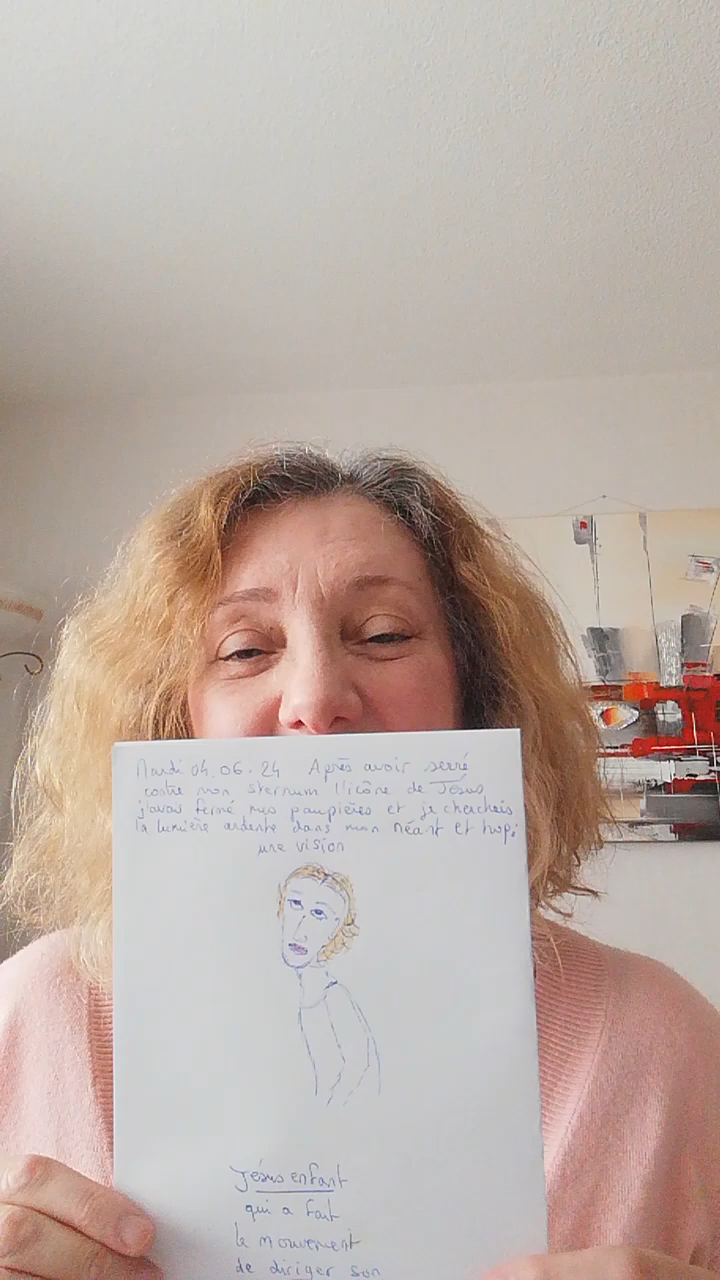 Mardi 04.06.24 Après avoir serré
contre mon sternum l'icône de Jésus
j'avais fermé mes paupières et je cherchais
la lumière ardente dans mon néant et hop!
une vision
Jésus enfant
qui a fait
le mouvement
de diriger son